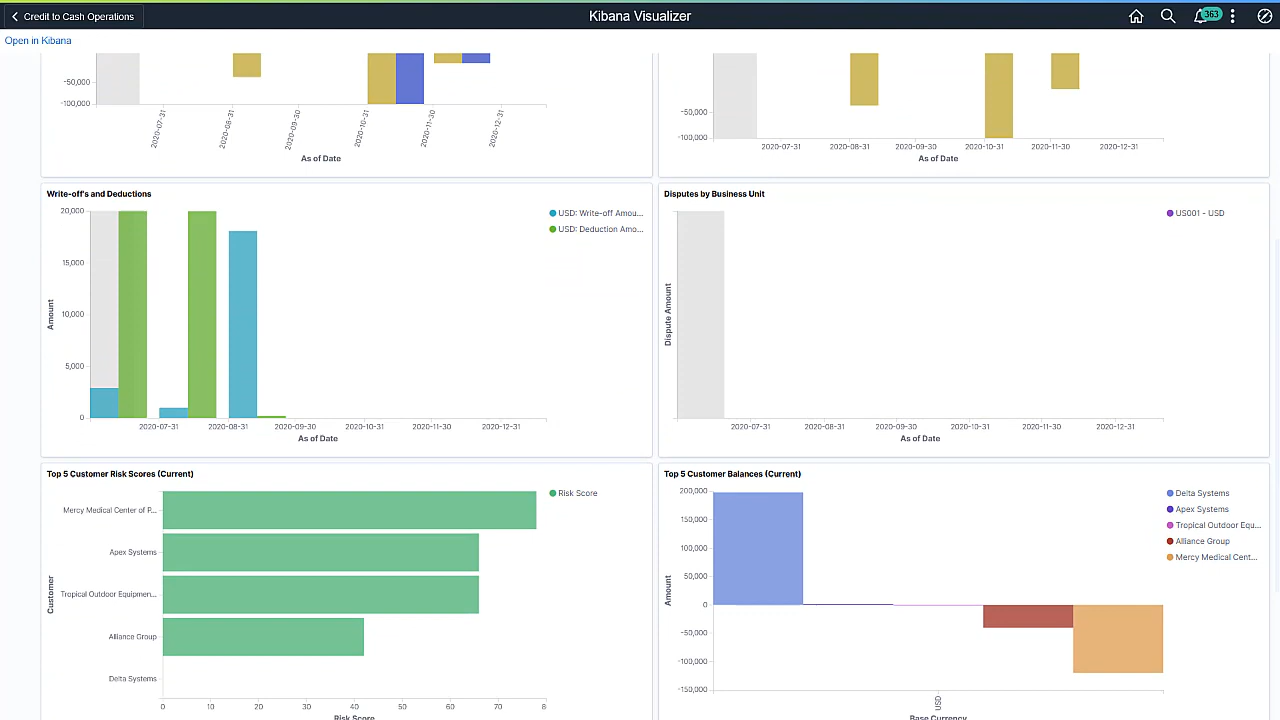 Credit to Cash Operations
Kibana Visualizer
363
Open in Kibana
-50,000
-100,000
2020-07-31
2020-08-31
2020-09-30
2020-10-31
2020-11-30
2020-12-31
As of Date
-50,000
-100,000
2020-07-31
2020-08-31
2020-09-30
2020-10-31
2020-11-30
2020-12-31
As of Date
Write-off's and Deductions
20,000
15,000
10,000
5,000
0
Amount
2020-07-31
2020-08-31
2020-09-30
2020-10-31
2020-11-30
2020-12-31
As of Date
USD: Write-off Amou...
USD: Deduction Amo...
Disputes by Business Unit
Dispute Amount
2020-07-31
2020-08-31
2020-09-30
2020-10-31
2020-11-30
2020-12-31
As of Date
US001 - USD
Top 5 Customer Risk Scores (Current)
Customer
Mercy Medical Center of P...
Apex Systems
Tropical Outdoor Equipmen...
Alliance Group
Delta Systems
0
10
20
30
40
50
60
70
8
Risk Score
Risk Score
Top 5 Customer Balances (Current)
200,000
150,000
100,000
50,000
0
-50,000
-100,000
-150,000
Amount
USD
Base Currency
Delta Systems
Apex Systems
Tropical Outdoor Equ...
Alliance Group
Mercy Medical Cent...